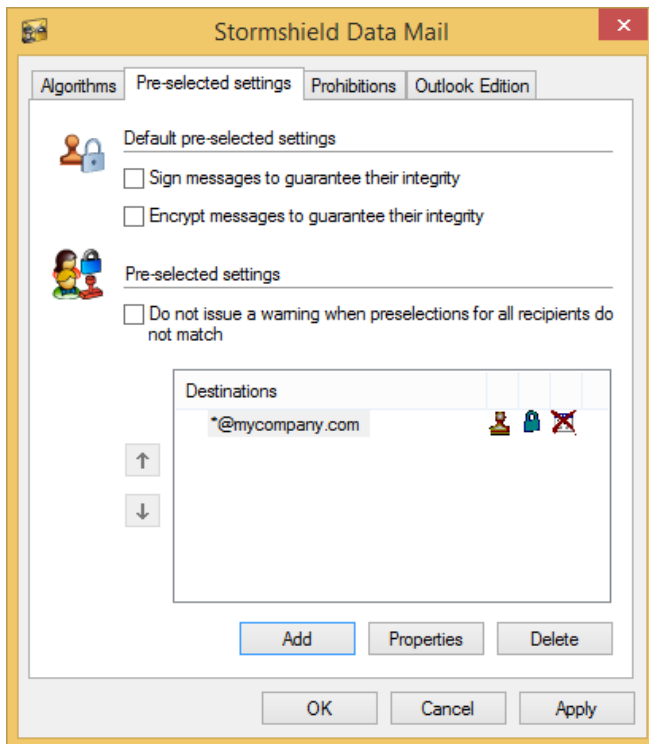 Stormshield Data Mail
Algorithms Pre-selected settings Prohibitions Outlook Edition
Default pre-selected settings
Sign messages to guarantee their integrity
Encrypt messages to guarantee their integrity
Pre-selected settings
Do not issue a warning when preselections for all recipients do
not match
Destinations
*@mycompany.com
Add Properties Delete
OK Cancel Apply